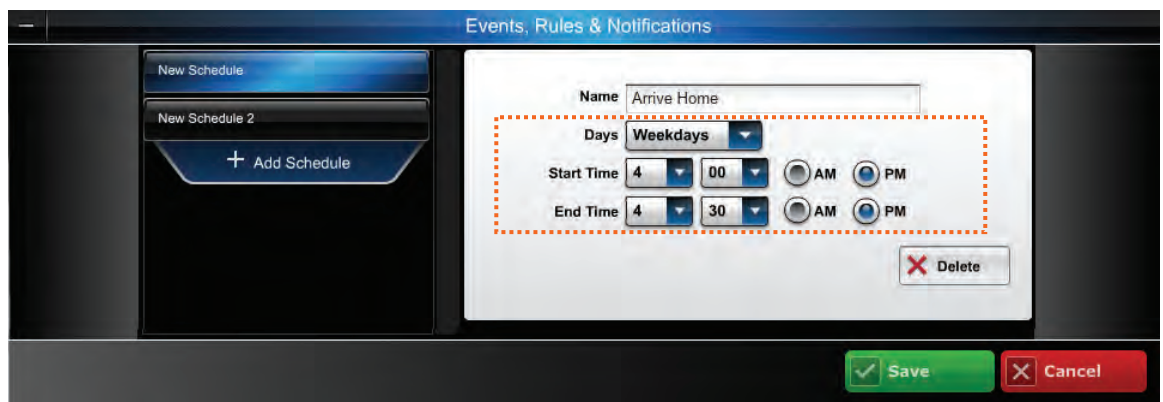 Events, Rules & Notifications
New Schedule
New Schedule 2
+ Add Schedule
Name Arrive Home
Days Weekdays
Start Time 4 00 AM PM
End Time 4 30 AM PM
Delete
Save Cancel